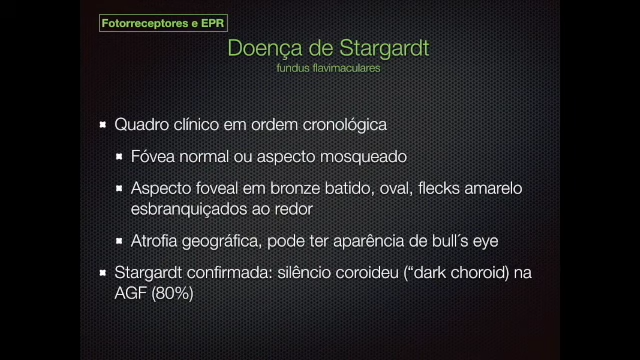 Fotorreceptores e EPR
Doença de Stargardt
fundus flavimaculares
Quadro clínico em ordem cronológica
Fóvea normal ou aspecto mosqueado
Aspecto foveal em bronze batido, oval, flecks amarelo
esbranquiçados ao redor
Atrofia geográfica, pode ter aparência de bull´s eye
Stargardt confirmada: silêncio coroideu (“dark choroid) na
AGF (80%)